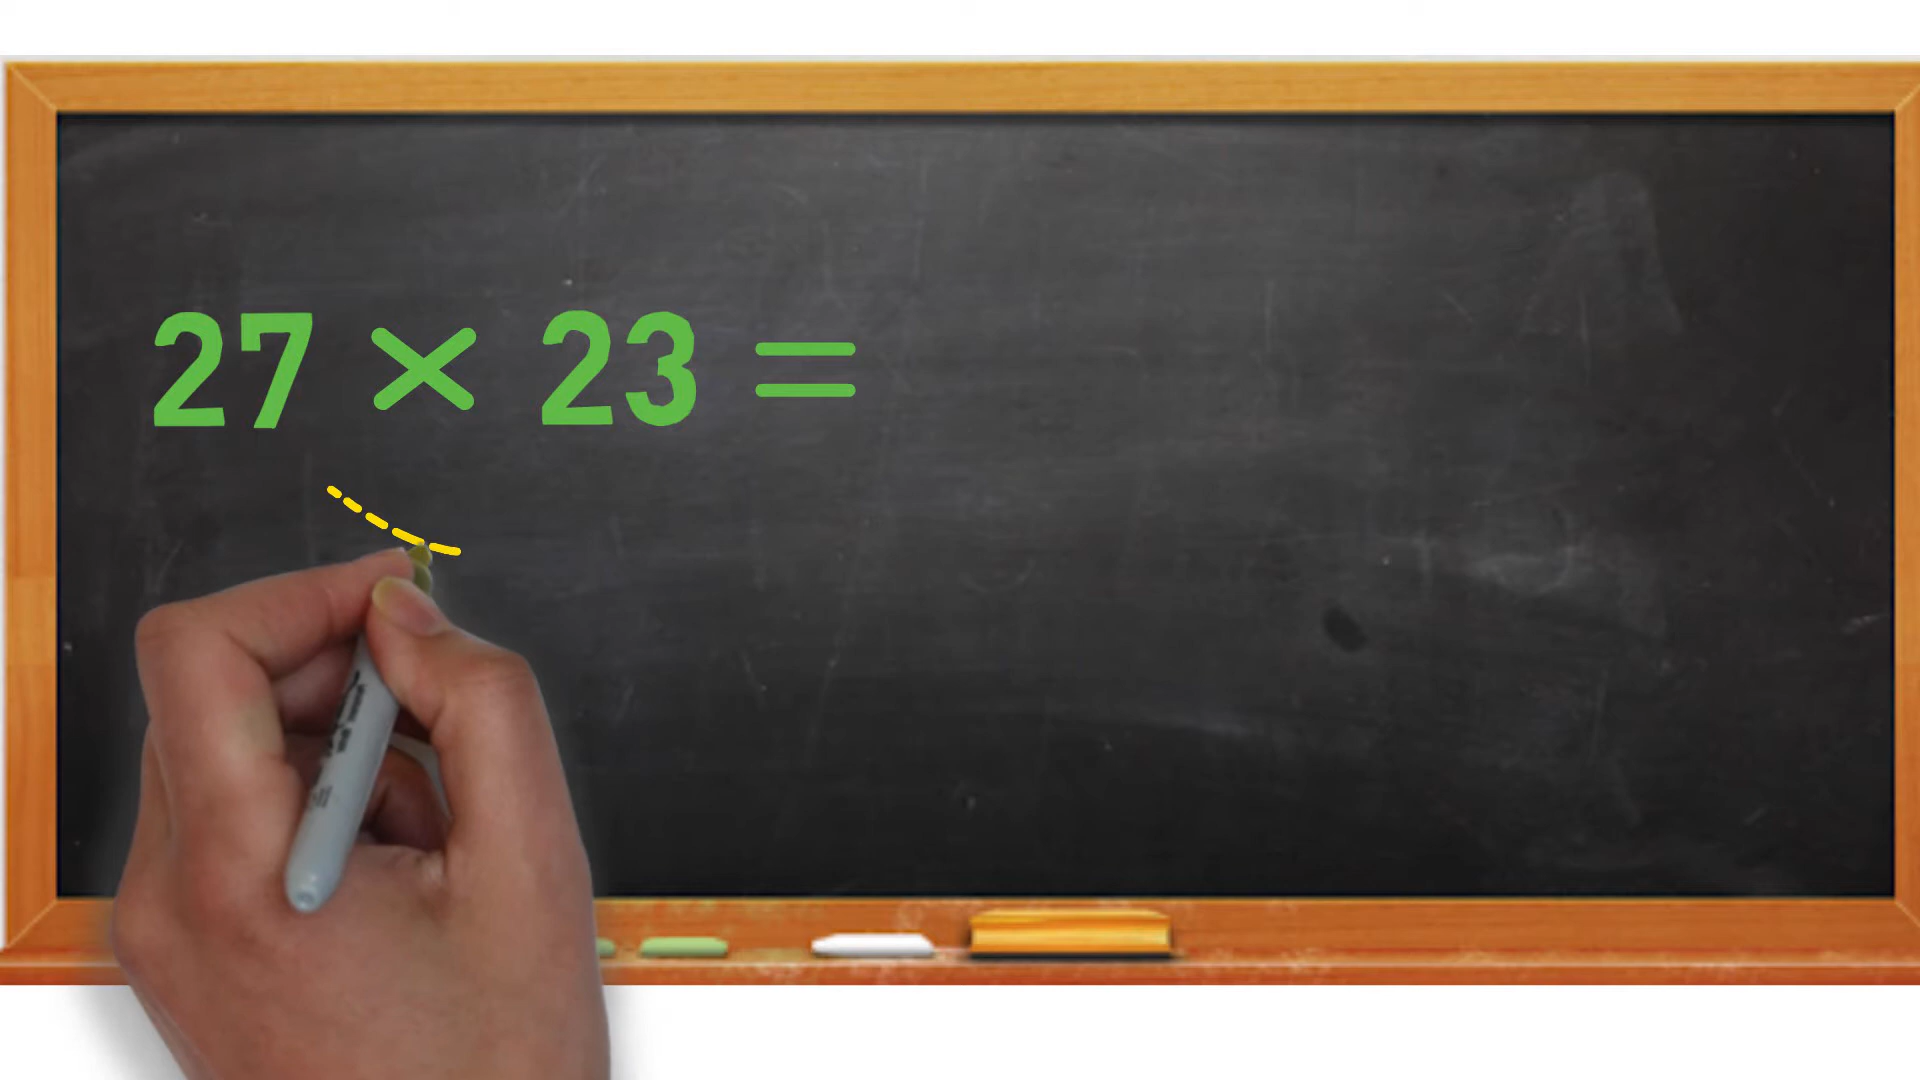 27 × 23 =